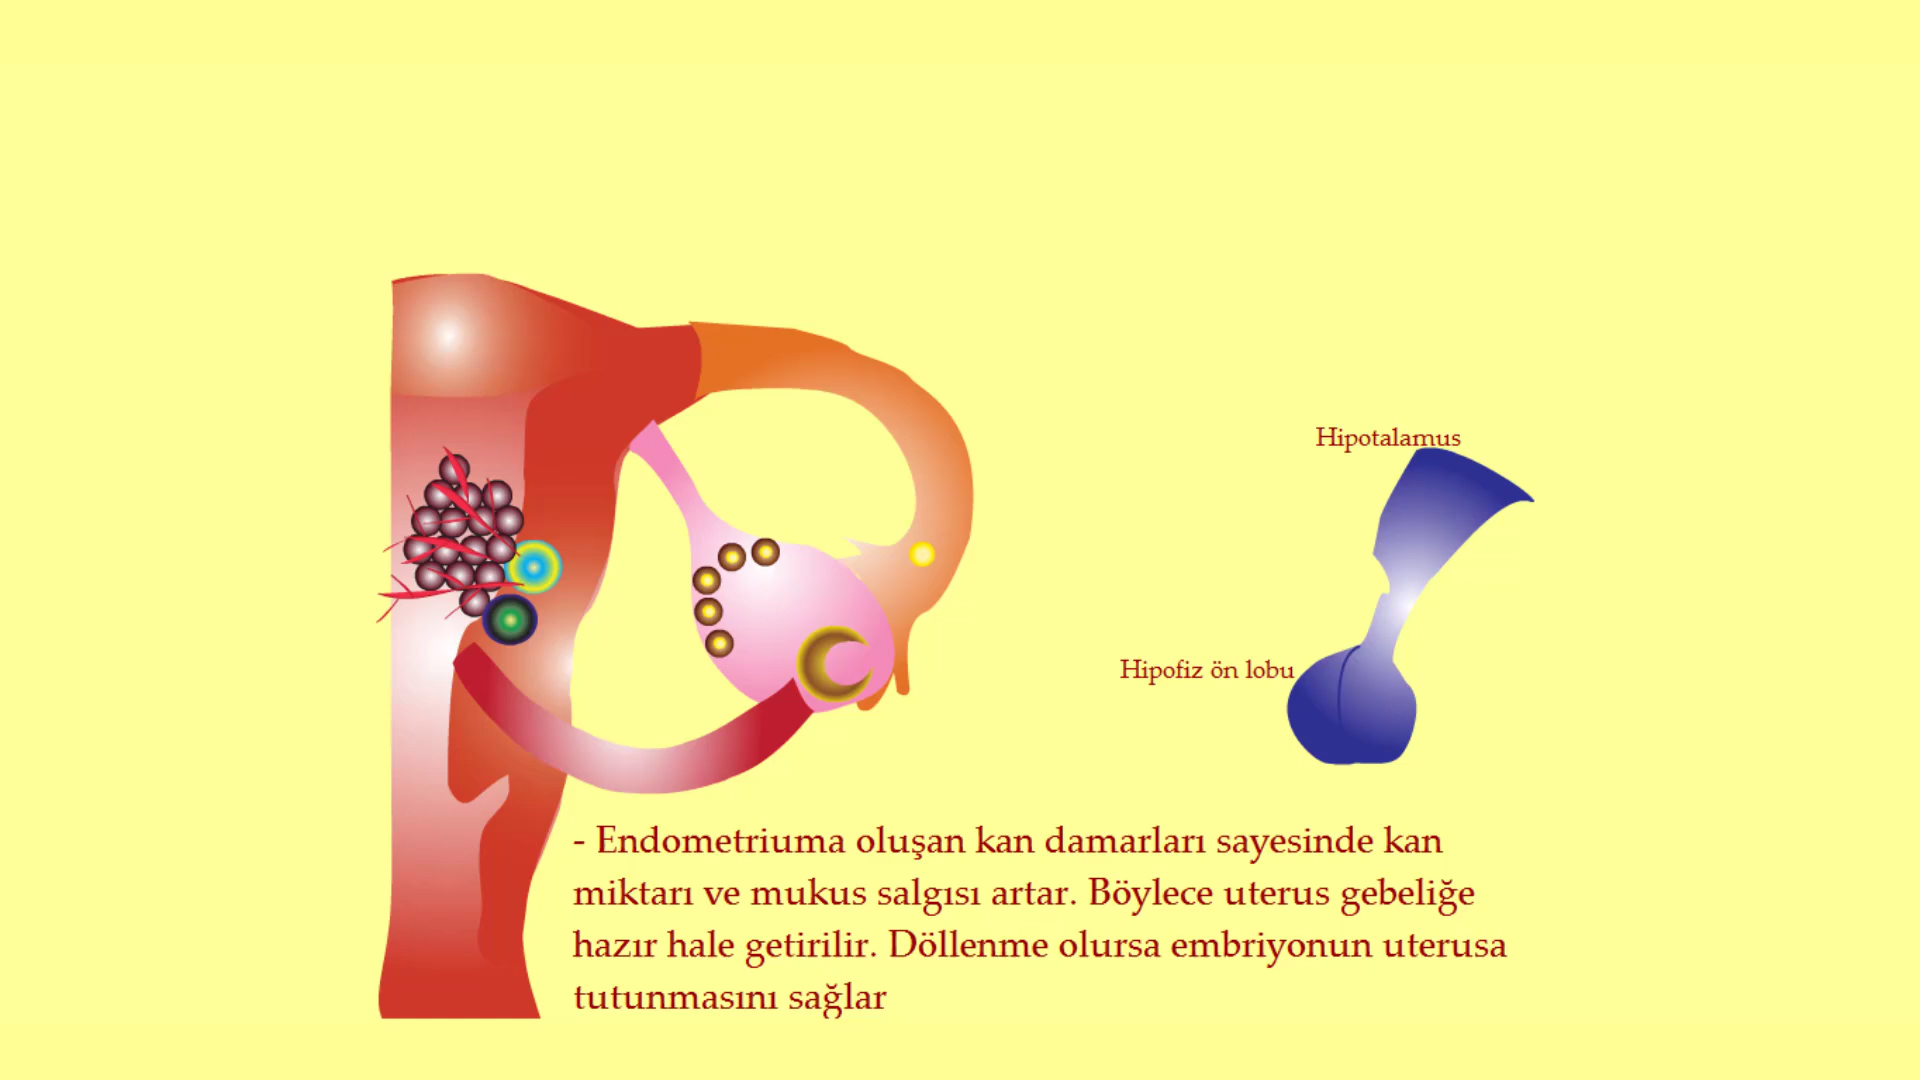 Hipotalamus
Hipofiz ön lobu
- Endometriuma oluşan kan damarları sayesinde kan
miktarı ve mukus salgısı artar. Böylece uterus gebeliğe
hazır hale getirilir. Döllenme olursa embriyonun uterusa
tutunmasını sağlar